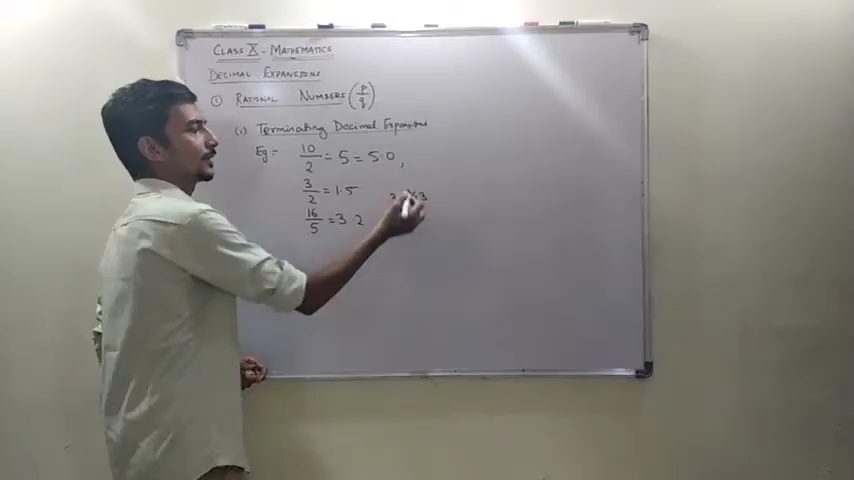 CLASS X - MATHEMATICS
DECIMAL EXPANSIONS
① RATIONAL NUMBERS (p/q)
(i) Terminating Decimal Expansions
Eg:- 10/2 = 5 = 5.0,
3/2 = 1.5
16/5 = 3.2